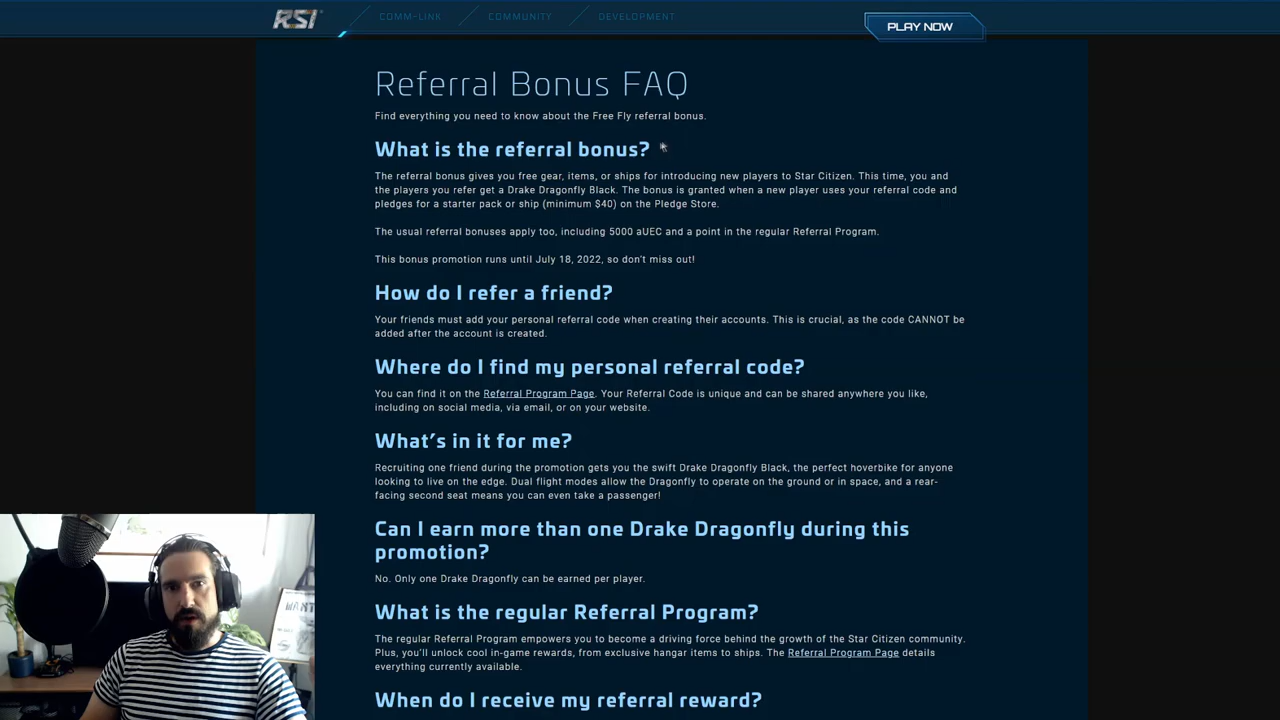 RSI
COMM-LINK
COMMUNITY
DEVELOPMENT
PLAY NOW
Referral Bonus FAQ
Find everything you need to know about the Free Fly referral bonus.
What is the referral bonus?
The referral bonus gives you free gear, items, or ships for introducing new players to Star Citizen. This time, you and
the players you refer get a Drake Dragonfly Black. The bonus is granted when a new player uses your referral code and
pledges for a starter pack or ship (minimum $40) on the Pledge Store.
The usual referral bonuses apply too, including 5000 aUEC and a point in the regular Referral Program.
This bonus promotion runs until July 18, 2022, so don't miss out!
How do I refer a friend?
Your friends must add your personal referral code when creating their accounts. This is crucial, as the code CANNOT be
added after the account is created.
Where do I find my personal referral code?
You can find it on the Referral Program Page. Your Referral Code is unique and can be shared anywhere you like,
including on social media, via email, or on your website.
What's in it for me?
Recruiting one friend during the promotion gets you the swift Drake Dragonfly Black, the perfect hoverbike for anyone
looking to live on the edge. Dual flight modes allow the Dragonfly to operate on the ground or in space, and a rear-
facing second seat means you can even take a passenger!
Can I earn more than one Drake Dragonfly during this
promotion?
No. Only one Drake Dragonfly can be earned per player.
What is the regular Referral Program?
The regular Referral Program empowers you to become a driving force behind the growth of the Star Citizen community.
Plus, you'll unlock cool in-game rewards, from exclusive hangar items to ships. The Referral Program Page details
everything currently available.
When do I receive my referral reward?